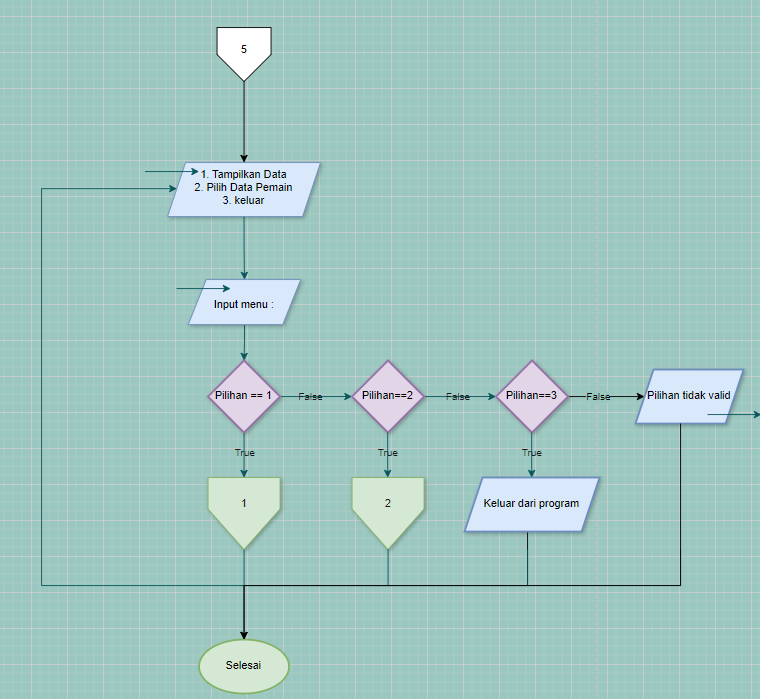 5
1. Tampilkan Data
2. Pilih Data Pemain
3. keluar
Input menu :
Pilihan == 1
False
Pilihan==2
False
Pilihan==3
False
Pilihan tidak valid
True
True
True
1
2
Keluar dari program
Selesai